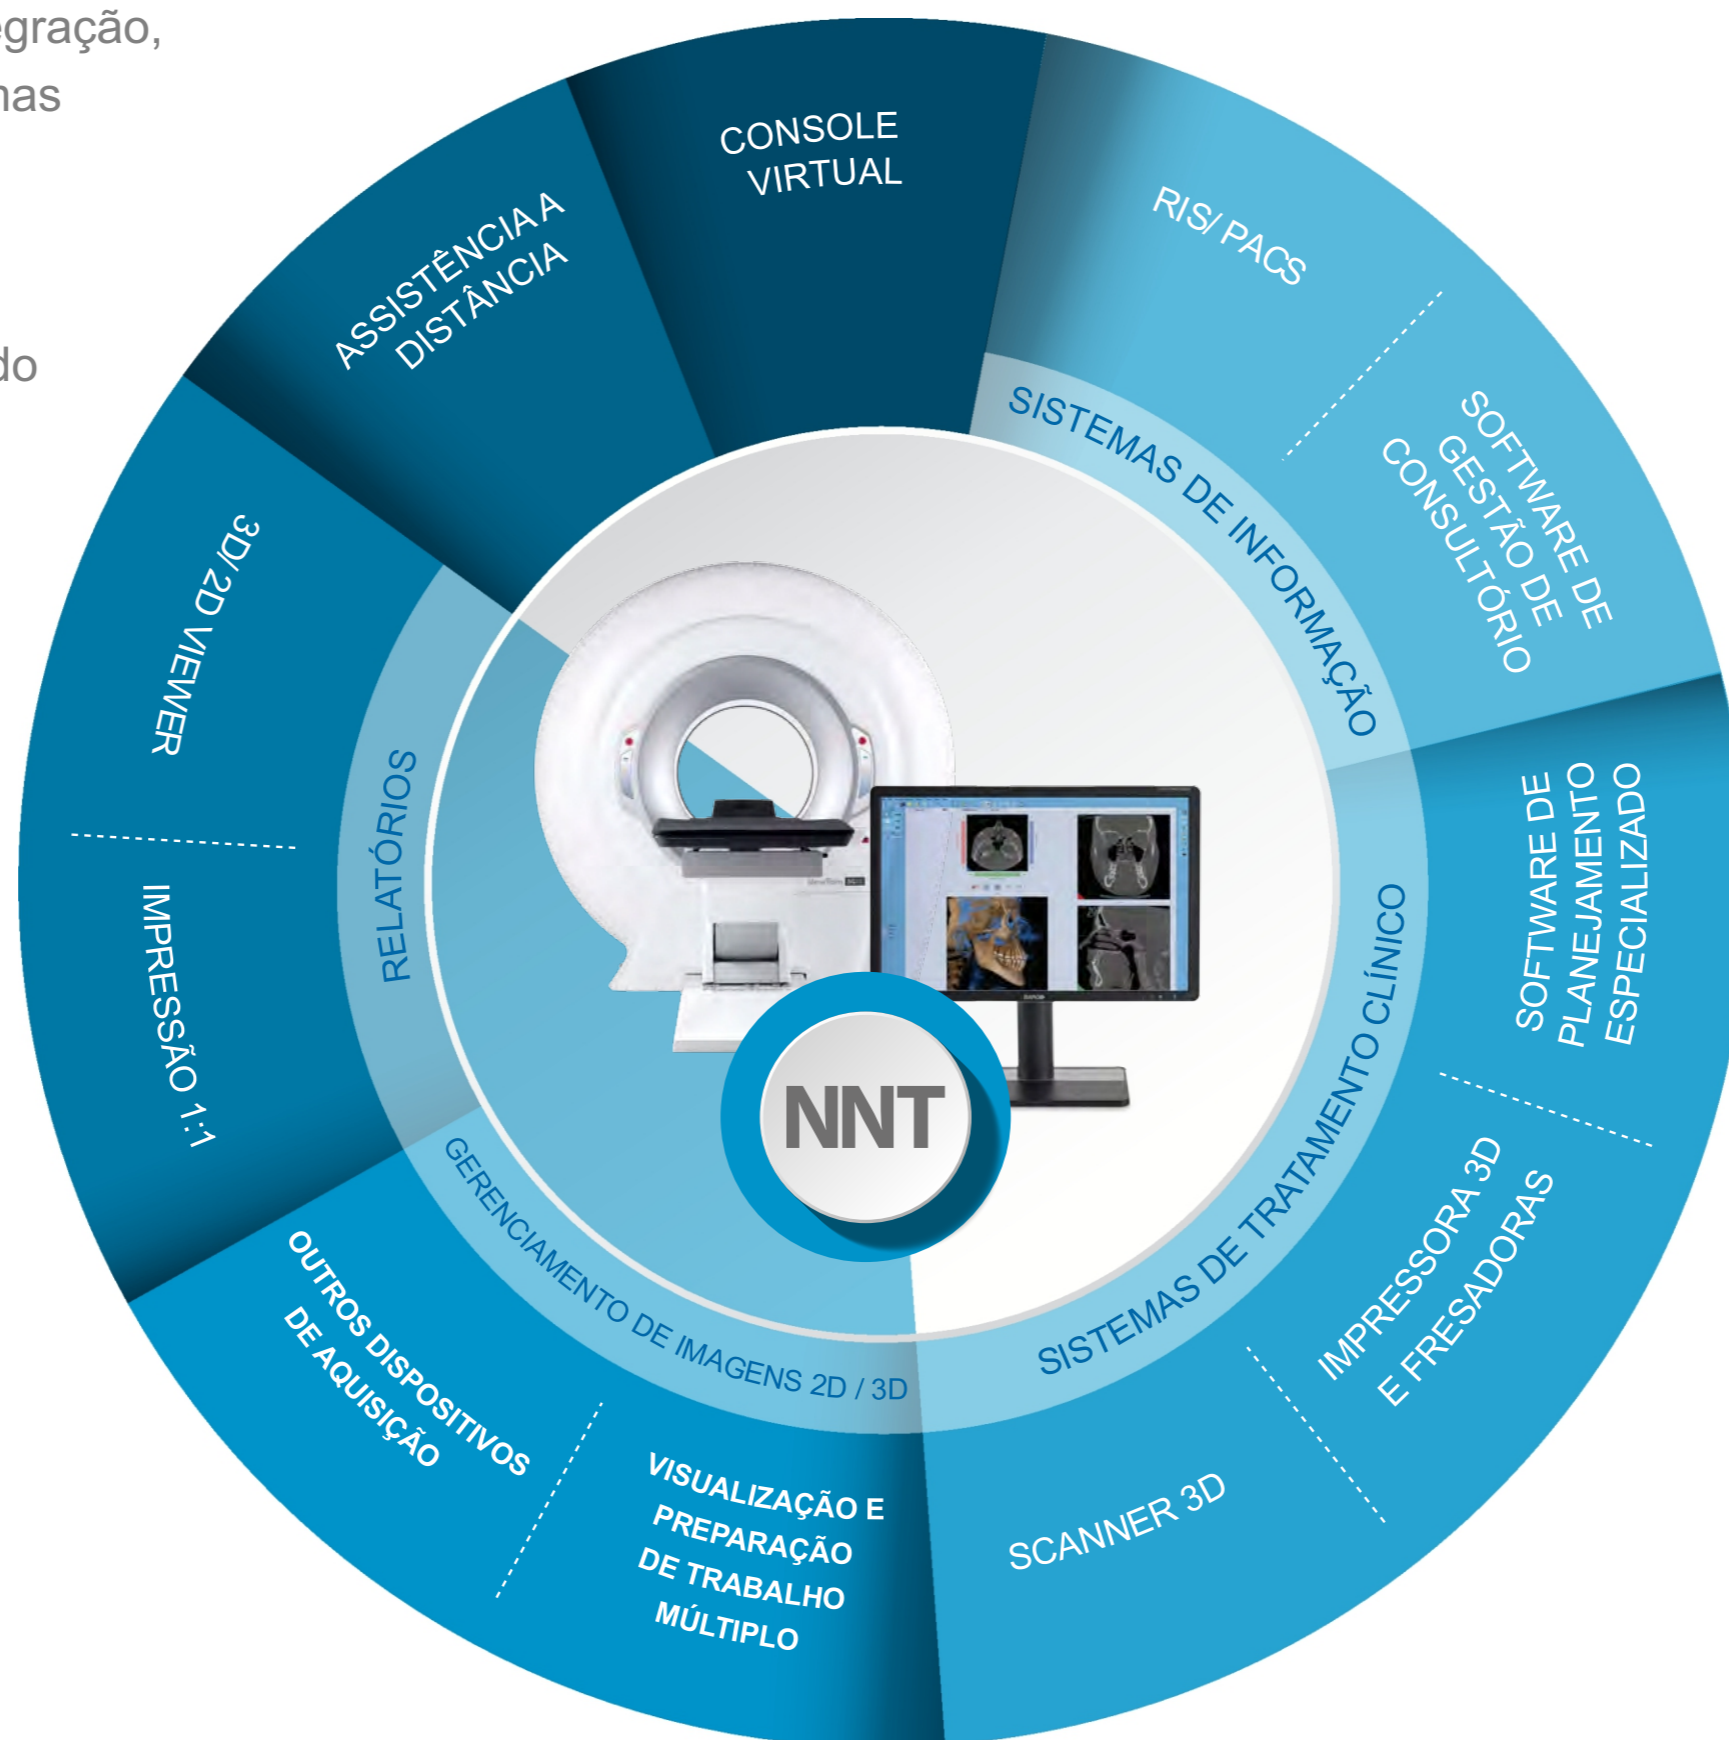 egração,
nas
do
CONSOLE
VIRTUAL
RIS/ PACS
SOFTWARE DE
GESTÃO DE
CONSULTÓRIO
SISTEMAS DE INFORMAÇÃO
SOFTWARE DE
PLANEJAMENTO
ESPECIALIZADO
IMPRESSORA 3D
E FRESADORAS
SCANNER 3D
SISTEMAS DE TRATAMENTO CLÍNICO
VISUALIZAÇÃO E
PREPARAÇÃO
DE TRABALHO
MÚLTIPLO
OUTROS DISPOSITIVOS
DE AQUISIÇÃO
GERENCIAMENTO DE IMAGENS 2D / 3D
IMPRESSÃO 1:1
3D/ 2D VIEWER
RELATÓRIOS
ASSISTÊNCIA A
DISTÂNCIA
NNT